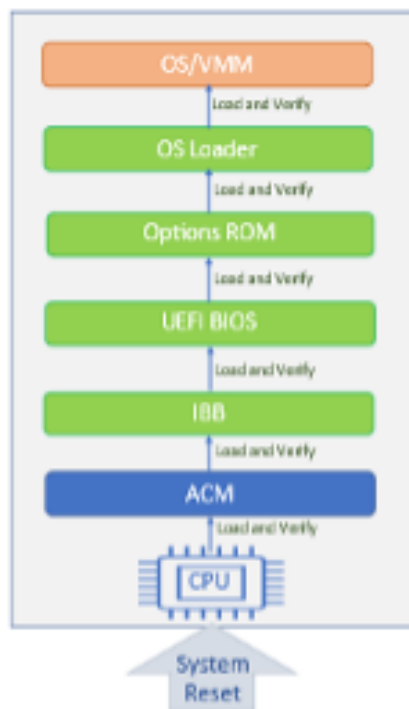 OS/VMM
Load and Verify
OS Loader
Load and Verify
Options ROM
Load and Verify
UEFI BIOS
Load and Verify
IBB
Load and Verify
ACM
Load and Verify
CPU
System
Reset